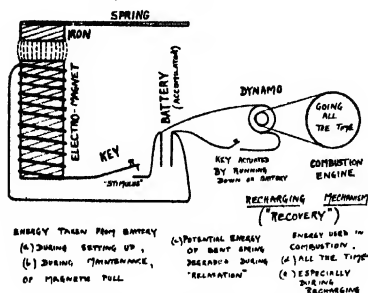 SPRING
IRON
ELECTRO-MAGNET
BATTERY
(ACCUMULATOR)
DYNAMO
GOING
ALL
THE TIME
KEY
"STIMULUS"
KEY ACTUATED
BY RUNNING
DOWN OF BATTERY
COMBUSTION
ENGINE
RECHARGING MECHANISM
("RECOVERY")
ENERGY TAKEN FROM BATTERY
(a) DURING SETTING UP,
(b) DURING MAINTENANCE,
OF MAGNETIC PULL
(c) POTENTIAL ENERGY
OF BENT SPRING
DEGRADED DURING
"RELAXATION"
ENERGY USED IN
COMBUSTION.
(d) ALL THE TIME
(e) ESPECIALLY
DURING
RECHARGING